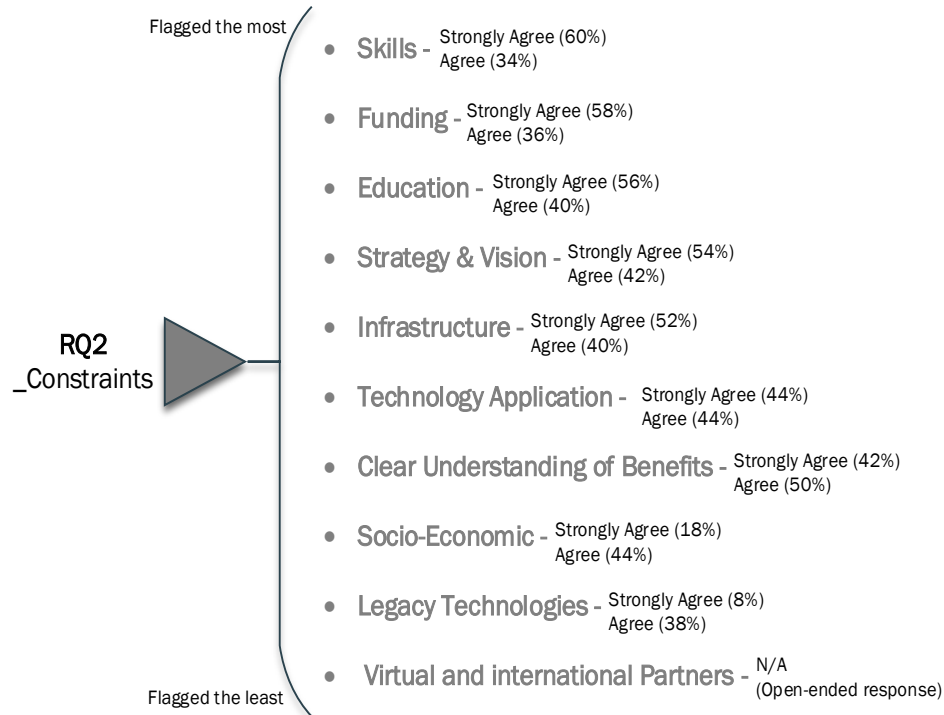 Flagged the most
• Skills - Strongly Agree (60%)
Agree (34%)
• Funding - Strongly Agree (58%)
Agree (36%)
• Education - Strongly Agree (56%)
Agree (40%)
• Strategy & Vision - Strongly Agree (54%)
Agree (42%)
• Infrastructure - Strongly Agree (52%)
Agree (40%)
RQ2
_Constraints
• Technology Application - Strongly Agree (44%)
Agree (44%)
• Clear Understanding of Benefits - Strongly Agree (42%)
Agree (50%)
• Socio-Economic - Strongly Agree (18%)
Agree (44%)
• Legacy Technologies - Strongly Agree (8%)
Agree (38%)
• Virtual and international Partners - N/A
(Open-ended response)
Flagged the least